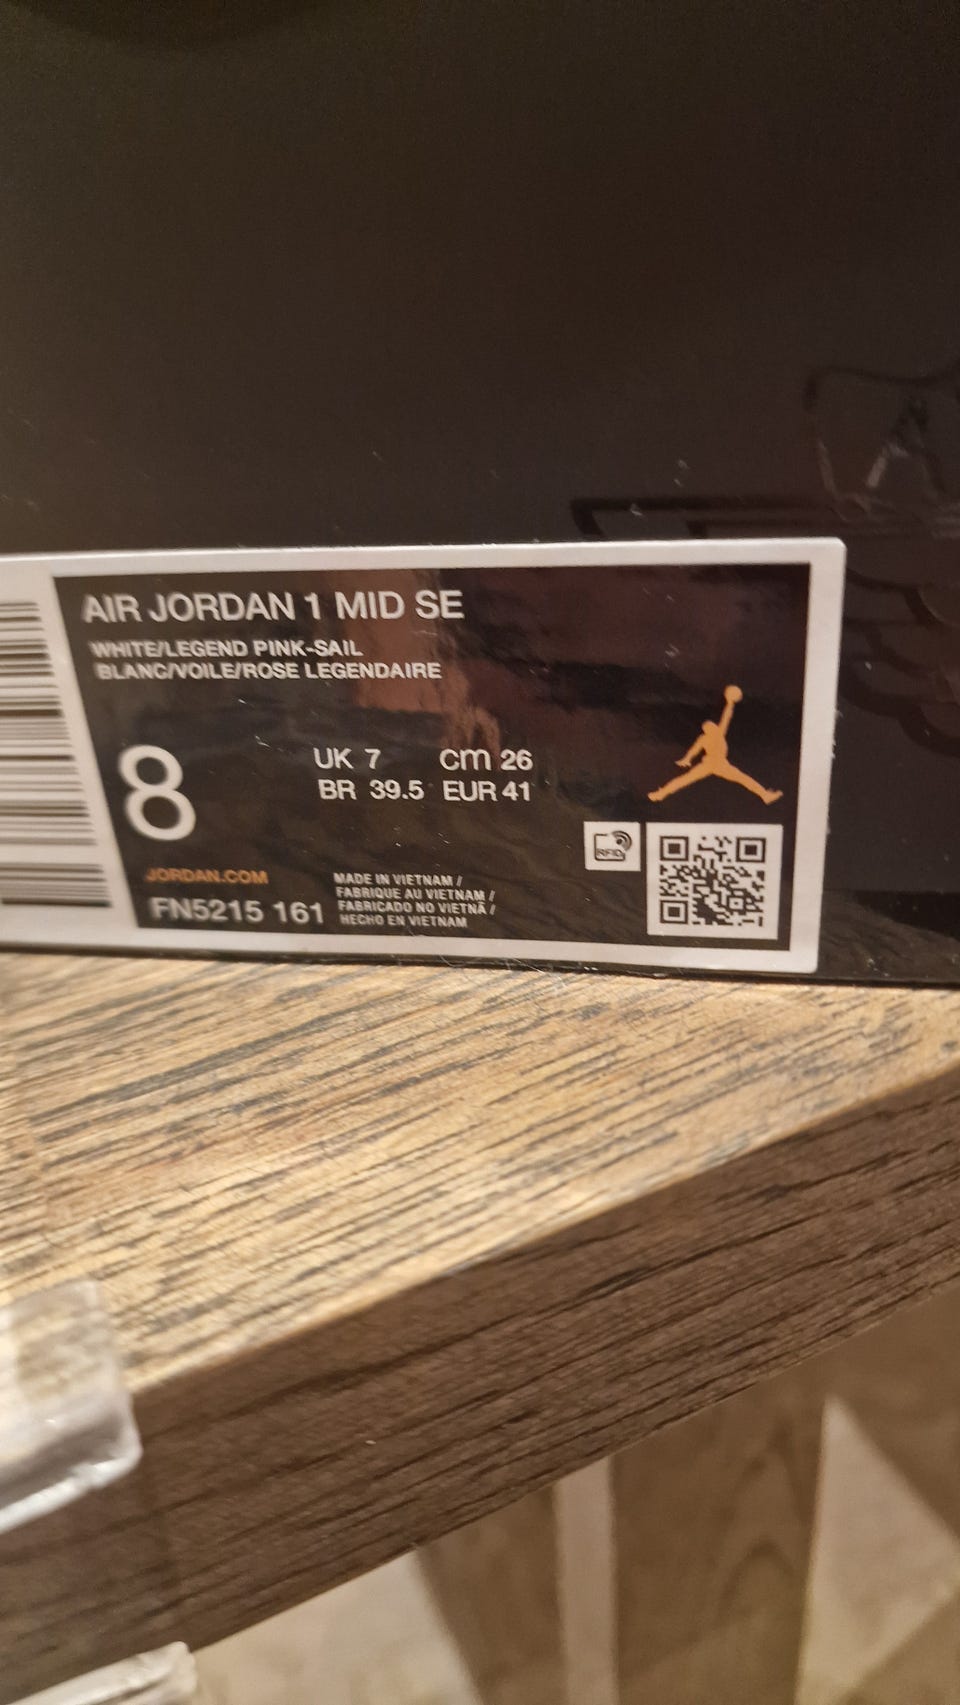 AIR JORDAN 1 MID SE
WHITE/LEGEND PINK-SAIL
BLANC/VOILE/ROSE LEGENDAIRE
8
UK 7 cm 26
BR 39.5 EUR 41
RFID
JORDAN.COM
FN5215 161
MADE IN VIETNAM /
FABRIQUE AU VIETNAM /
FABRICADO NO VIETNÃ /
HECHO EN VIETNAM